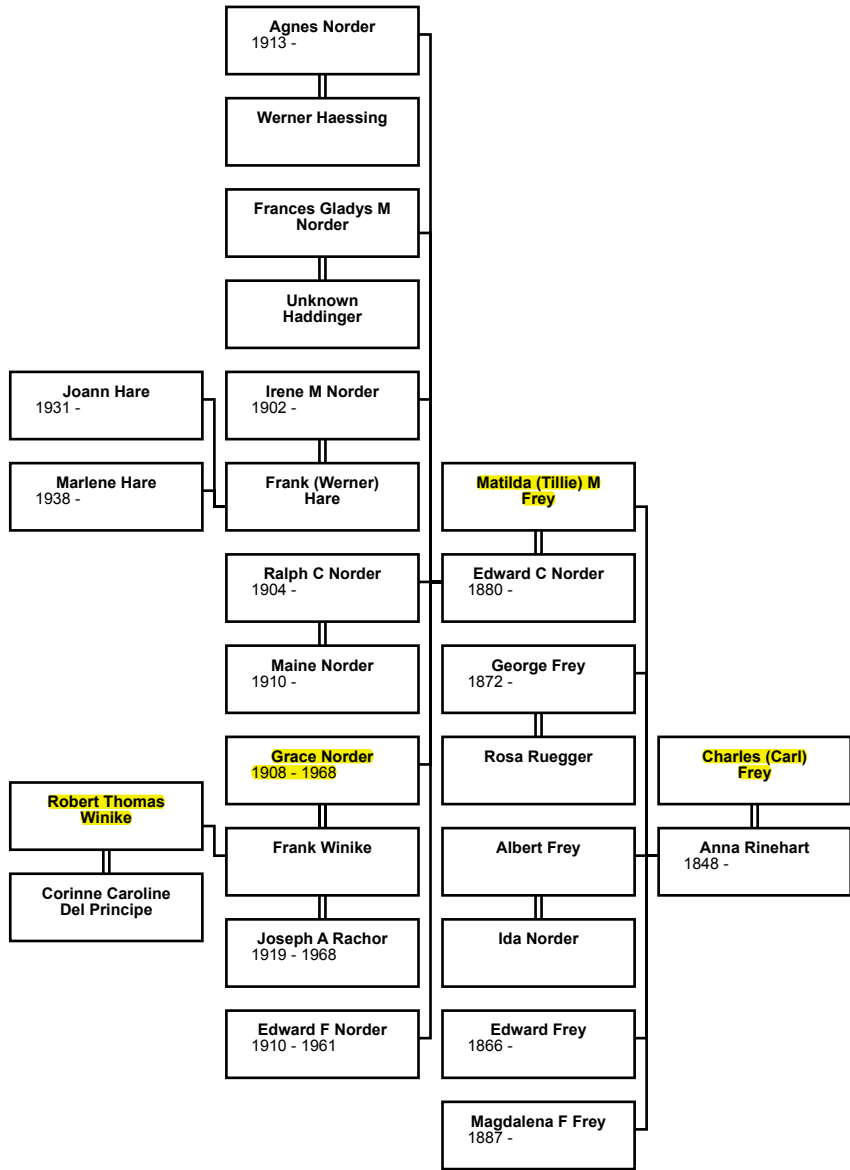 Agnes Norder
1913 -
Werner Haessing
Frances Gladys M
Norder
Unknown
Haddinger
Joann Hare
1931 -
Irene M Norder
1902 -
Marlene Hare
1938 -
Frank (Werner)
Hare
Matilda (Tillie) M
Frey
Ralph C Norder
1904 -
Edward C Norder
1880 -
Maine Norder
1910 -
George Frey
1872 -
Grace Norder
1908 - 1968
Rosa Ruegger
Charles (Carl)
Frey
Robert Thomas
Winike
Frank Winike
Albert Frey
Anna Rinehart
1848 -
Corinne Caroline
Del Principe
Joseph A Rachor
1919 - 1968
Ida Norder
Edward F Norder
1910 - 1961
Edward Frey
1866 -
Magdalena F Frey
1887 -